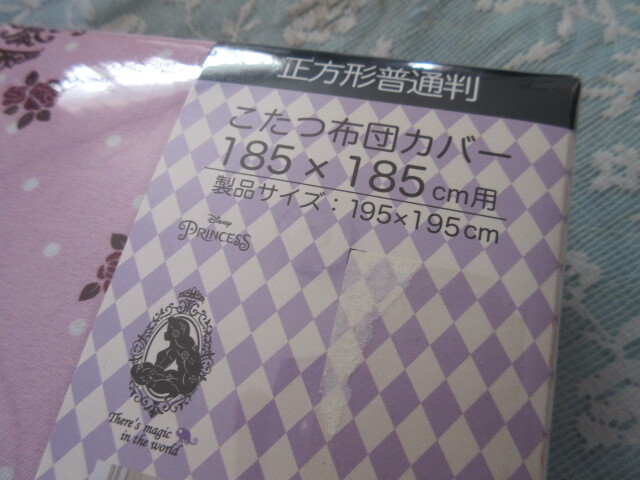 正方形普通判
こたつ布団カバー
185×185cm用
製品サイズ：195×195cm
Disney
PRINCESS
There's magic
in the world